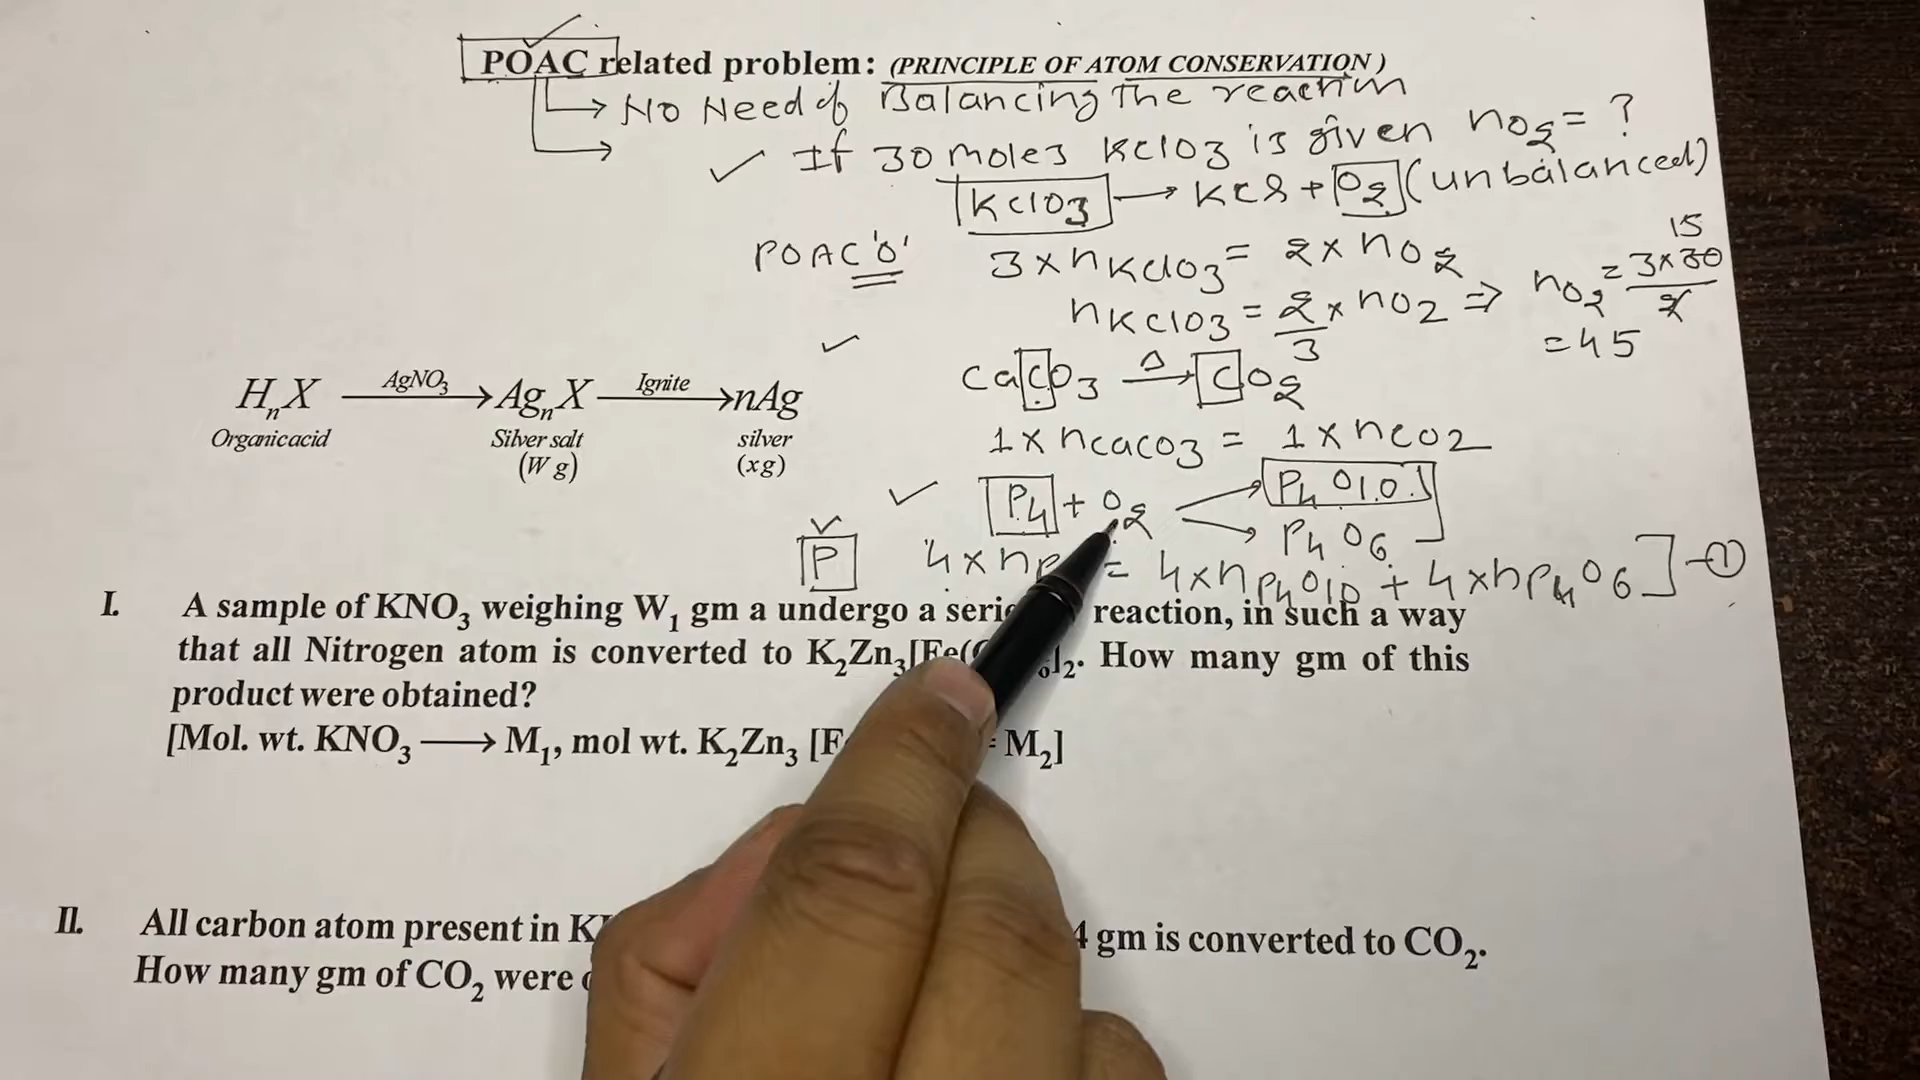 POAC related problem: (PRINCIPLE OF ATOM CONSERVATION)
→ No Need of Balancing The reaction
→ ✓ If 30 moles KClO3 is given nO2 = ?
KClO3 → KCl + O2 (unbalanced)
POAC 'O' 3 × nKClO3 = 2 × nO2
nKClO3 = 2/3 × nO2 ⇒ nO2 = 3×30/2 15
= 45
✓ CaCO3 —Δ→ CO2
1 × nCaCO3 = 1 × nCO2
HₙX —AgNO₃→ AgₙX —Ignite→ nAg
Organic acid Silver salt silver
(W g) (x g)
✓ P4 + O2 → P4O10
→ P4O6
✓ P 4 × nP = 4 × nP4O10 + 4 × nP4O6 ] –①
I. A sample of KNO₃ weighing W₁ gm a undergo a reaction, in such a way
that all Nitrogen atom is converted to K₂Zn₃[Fe( ₆]₂. How many gm of this
product were obtained?
[Mol. wt. KNO₃ → M₁, mol wt. K₂Zn₃ [F = M₂]
II. All carbon atom present in K 4 gm is converted to CO₂.
How many gm of CO₂ were